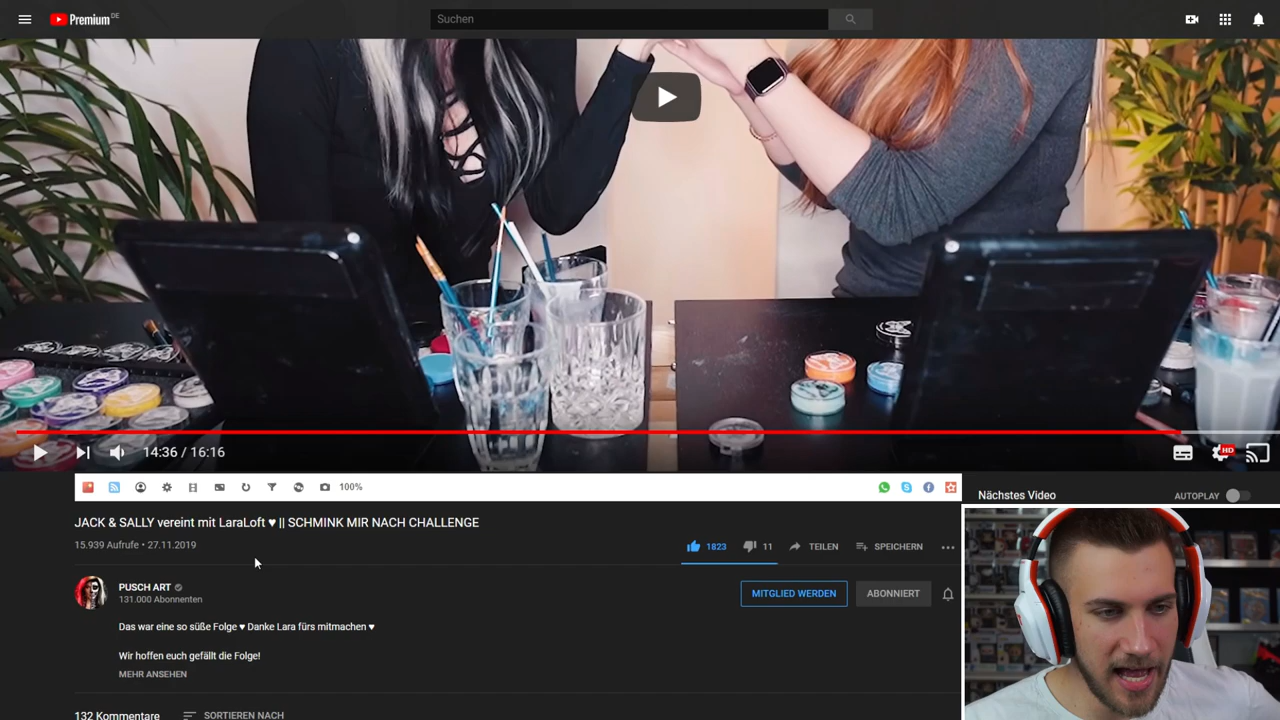 Premium DE
Suchen
14:36 / 16:16
HD
100%
Nächstes Video
AUTOPLAY
JACK & SALLY vereint mit LaraLoft ♥ || SCHMINK MIR NACH CHALLENGE
15.939 Aufrufe • 27.11.2019
1823
11
TEILEN
SPEICHERN
PUSCH ART
131.000 Abonnenten
MITGLIED WERDEN
ABONNIERT
Das war eine so süße Folge ♥ Danke Lara fürs mitmachen ♥
Wir hoffen euch gefällt die Folge!
MEHR ANSEHEN
132 Kommentare
SORTIEREN NACH